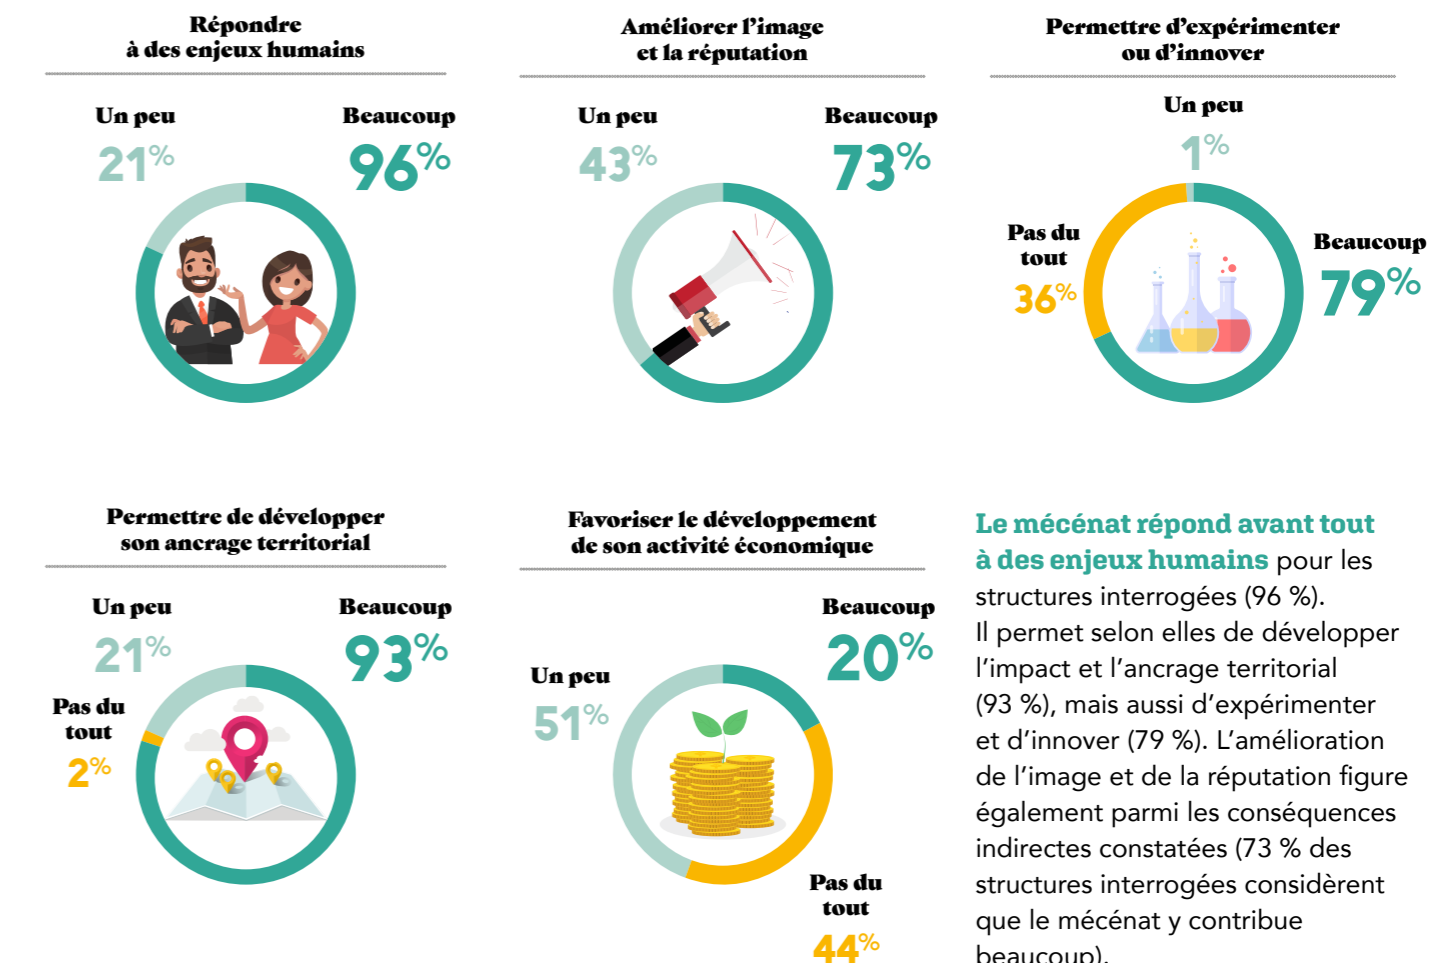 Répondre
à des enjeux humains
Un peu
21%
Beaucoup
96%
Améliorer l'image
et la réputation
Un peu
43%
Beaucoup
73%
Permettre d'expérimenter
ou d'innover
Un peu
1%
Pas du
tout
36%
Beaucoup
79%
Permettre de développer
son ancrage territorial
Un peu
21%
Beaucoup
93%
Pas du
tout
2%
Favoriser le développement
de son activité économique
Beaucoup
20%
Un peu
51%
Pas du
tout
44%
Le mécénat répond avant tout
à des enjeux humains pour les
structures interrogées (96 %).
Il permet selon elles de développer
l'impact et l'ancrage territorial
(93 %), mais aussi d'expérimenter
et d'innover (79 %). L'amélioration
de l'image et de la réputation figure
également parmi les conséquences
indirectes constatées (73 % des
structures interrogées considèrent
que le mécénat y contribue
beaucoup).